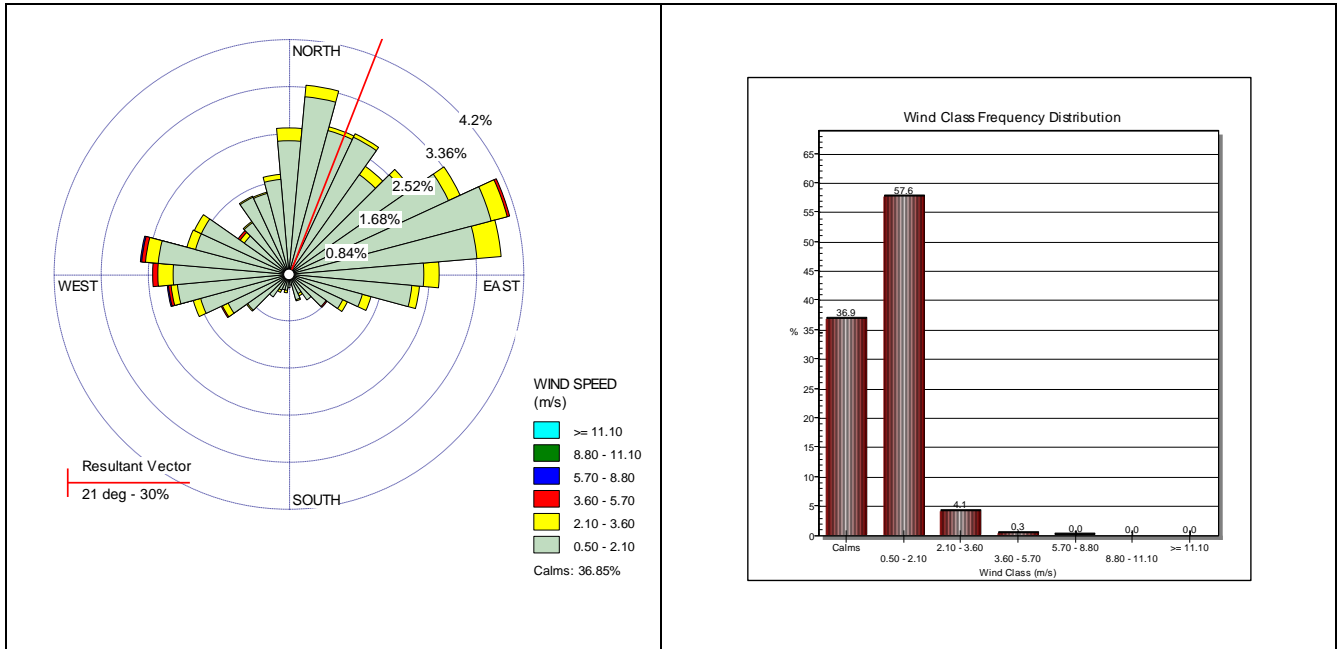 NORTH
4.2%
3.36%
2.52%
1.68%
0.84%
WEST
EAST
SOUTH
Resultant Vector
21 deg - 30%
WIND SPEED
(m/s)
>= 11.10
8.80 - 11.10
5.70 - 8.80
3.60 - 5.70
2.10 - 3.60
0.50 - 2.10
Calms: 36.85%
Wind Class Frequency Distribution
65
60
55
50
45
40
35
30
25
20
15
10
5
0
%
36.9
57.6
4.1
0.3
0.0
0.0
0.0
Calms
0.50 - 2.10
2.10 - 3.60
3.60 - 5.70
5.70 - 8.80
8.80 - 11.10
>= 11.10
Wind Class (m/s)